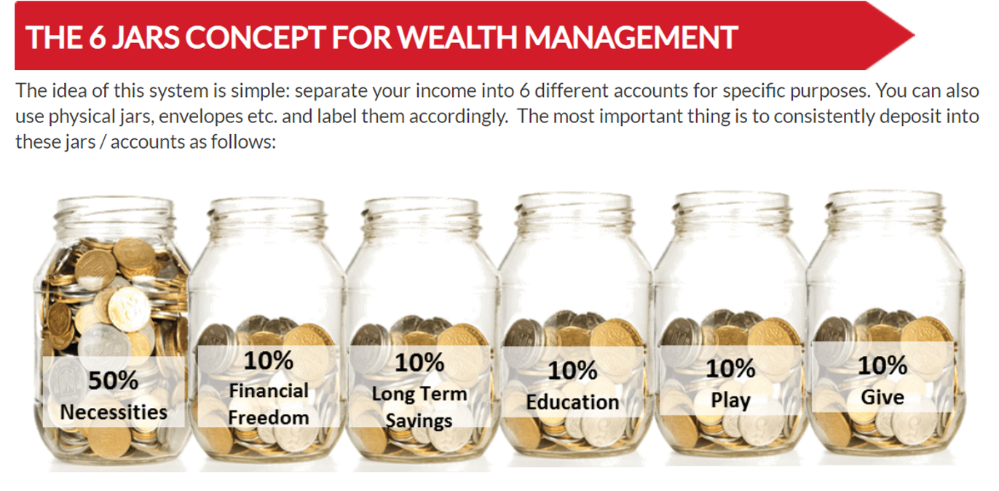 THE 6 JARS CONCEPT FOR WEALTH MANAGEMENT
The idea of this system is simple: separate your income into 6 different accounts for specific purposes. You can also
use physical jars, envelopes etc. and label them accordingly.  The most important thing is to consistently deposit into
these jars / accounts as follows:
50%
Necessities
10%
Financial
Freedom
10%
Long Term
Savings
10%
Education
10%
Play
10%
Give